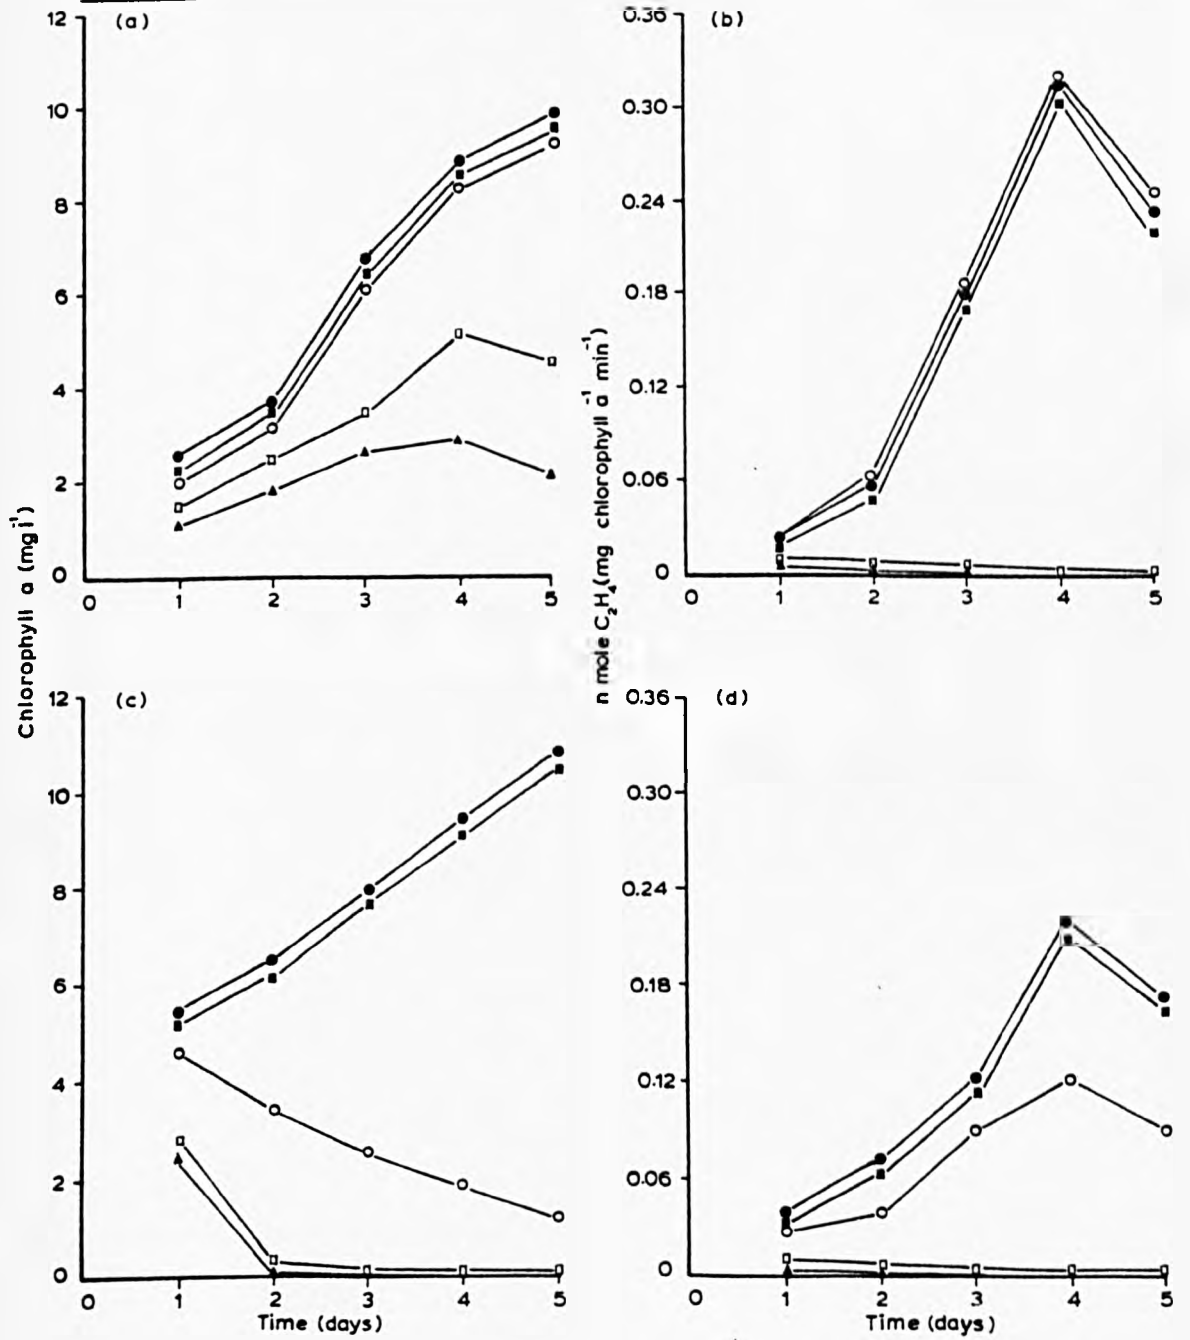 (a)
12
10
8
6
4
2
0
0 1 2 3 4 5
Chlorophyll a (mg l⁻¹)
(b)
0.36
0.30
0.24
0.18
0.12
0.06
0
0 1 2 3 4 5
n mole C₂H₄(mg chlorophyll a⁻¹ min⁻¹)
(c)
12
10
8
6
4
2
0
0 1 2 3 4 5
Time (days)
(d)
0.36
0.30
0.24
0.18
0.12
0.06
0
0 1 2 3 4 5
Time (days)